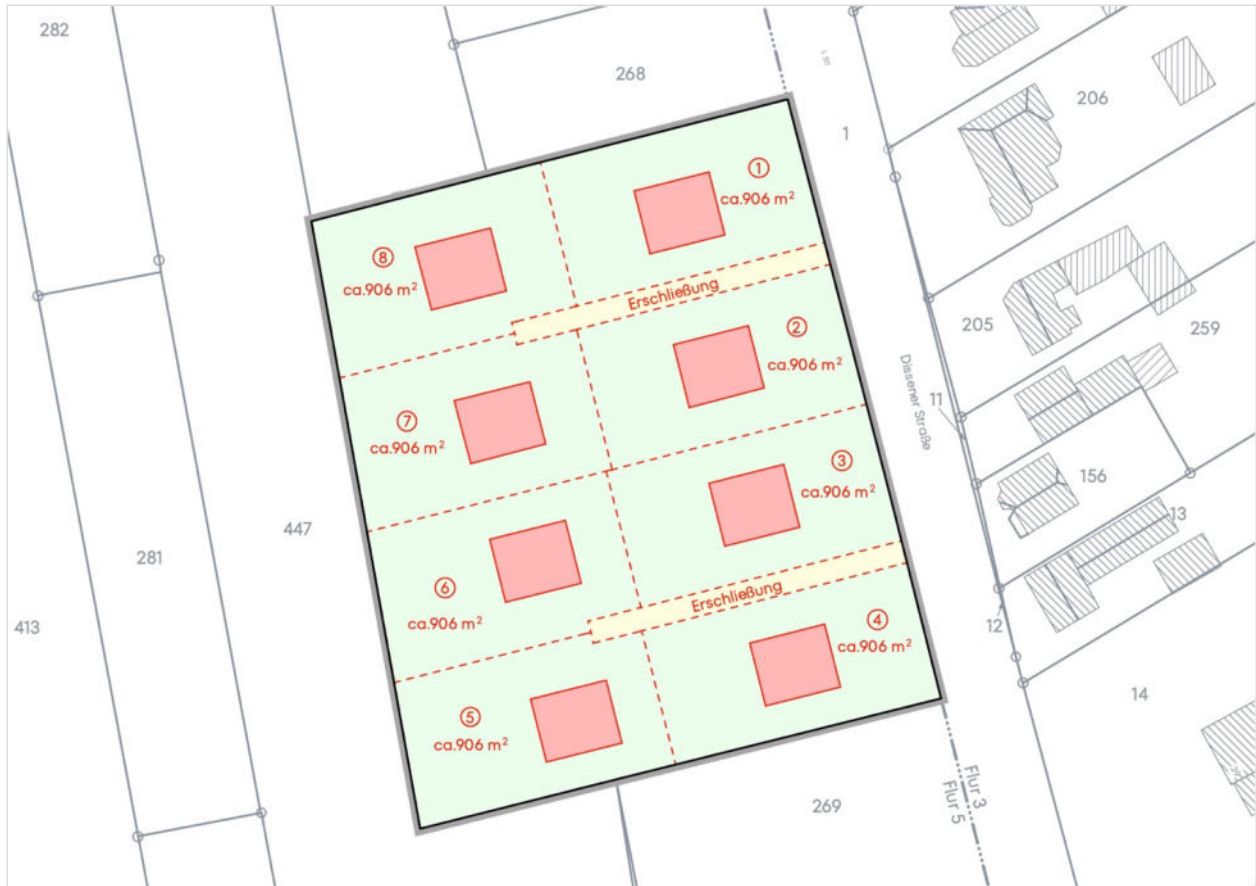 282
268
206
1
①
ca.906 m²
⑧
ca.906 m²
Erschließung
②
ca.906 m²
205
259
Dissener Straße
11
⑦
ca.906 m²
③
ca.906 m²
156
13
447
281
Erschließung
⑥
ca.906 m²
④
ca.906 m²
12
413
14
⑤
ca.906 m²
269
Flur 3
Flur 5